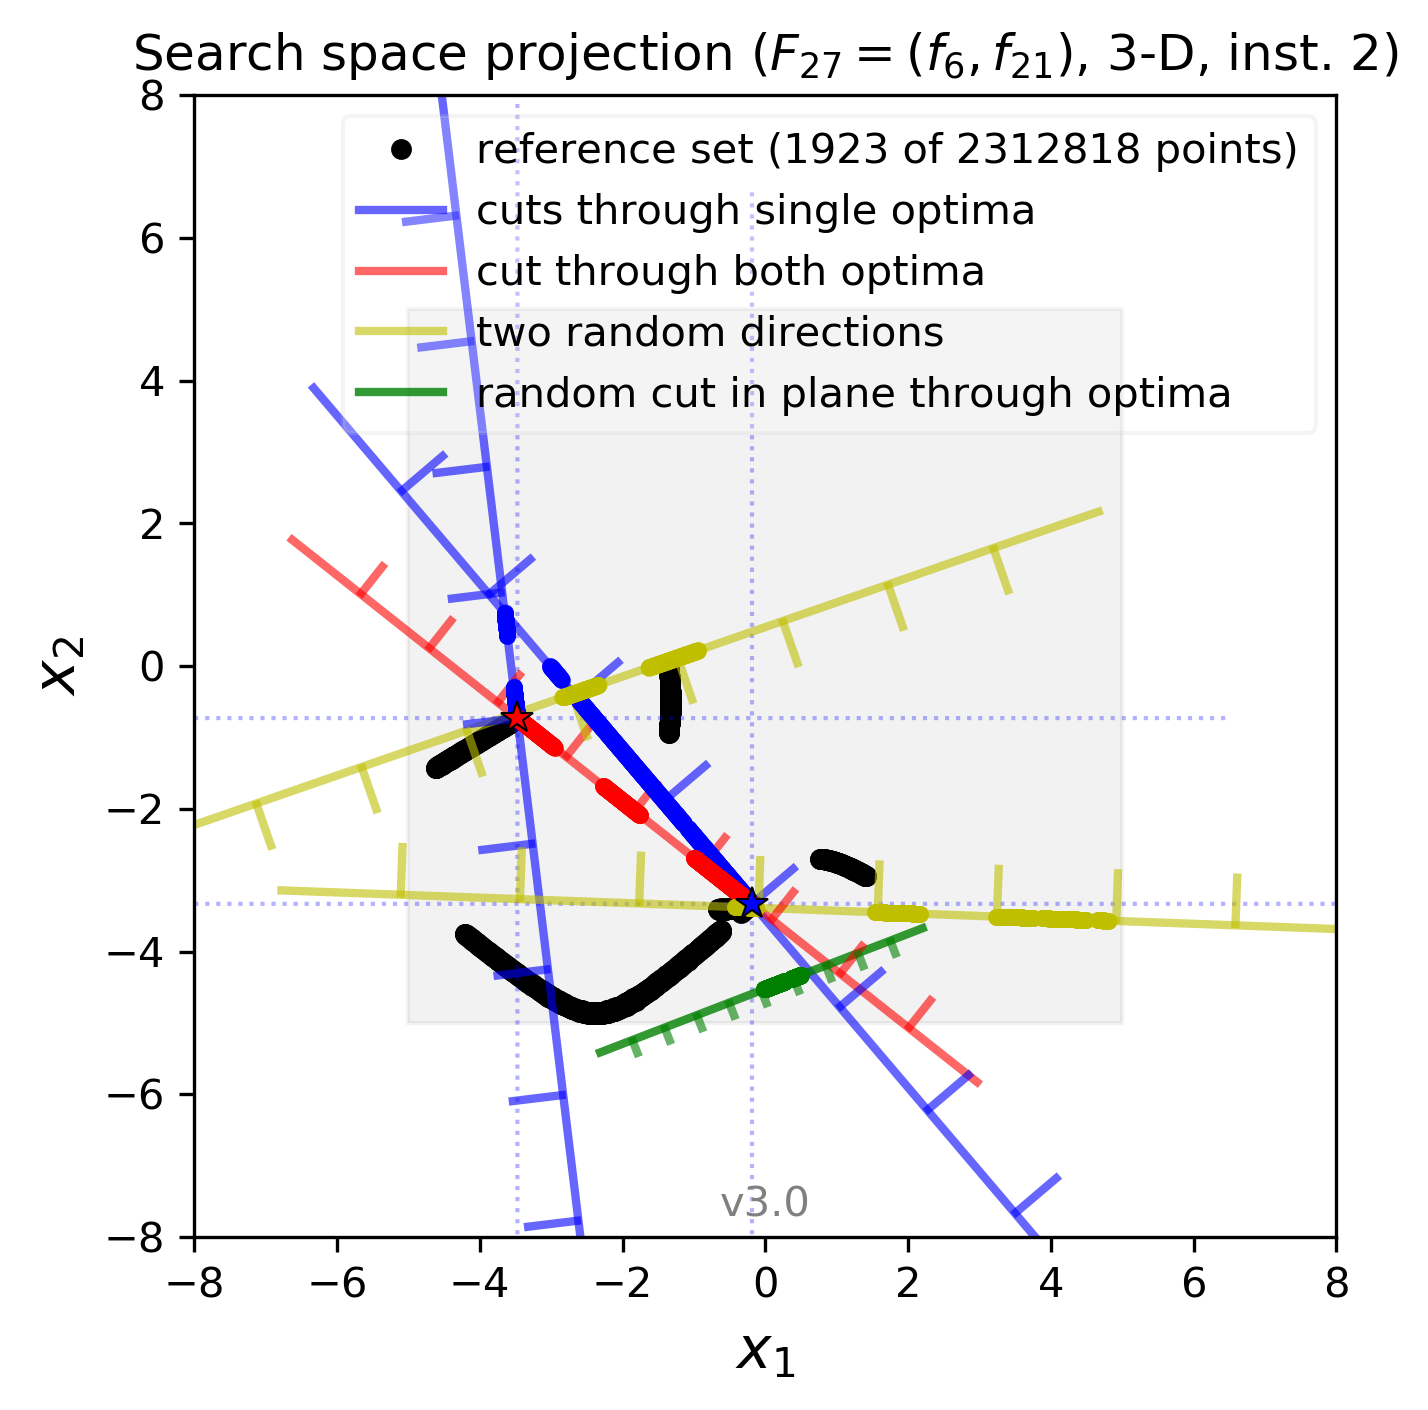 Search space projection (F₂₇ = (f₆, f₂₁), 3-D, inst. 2)
reference set (1923 of 2312818 points)
cuts through single optima
cut through both optima
two random directions
random cut in plane through optima
8
6
4
2
0
−2
−4
−6
−8
x₂
v3.0
−8 −6 −4 −2 0 2 4 6 8
x₁